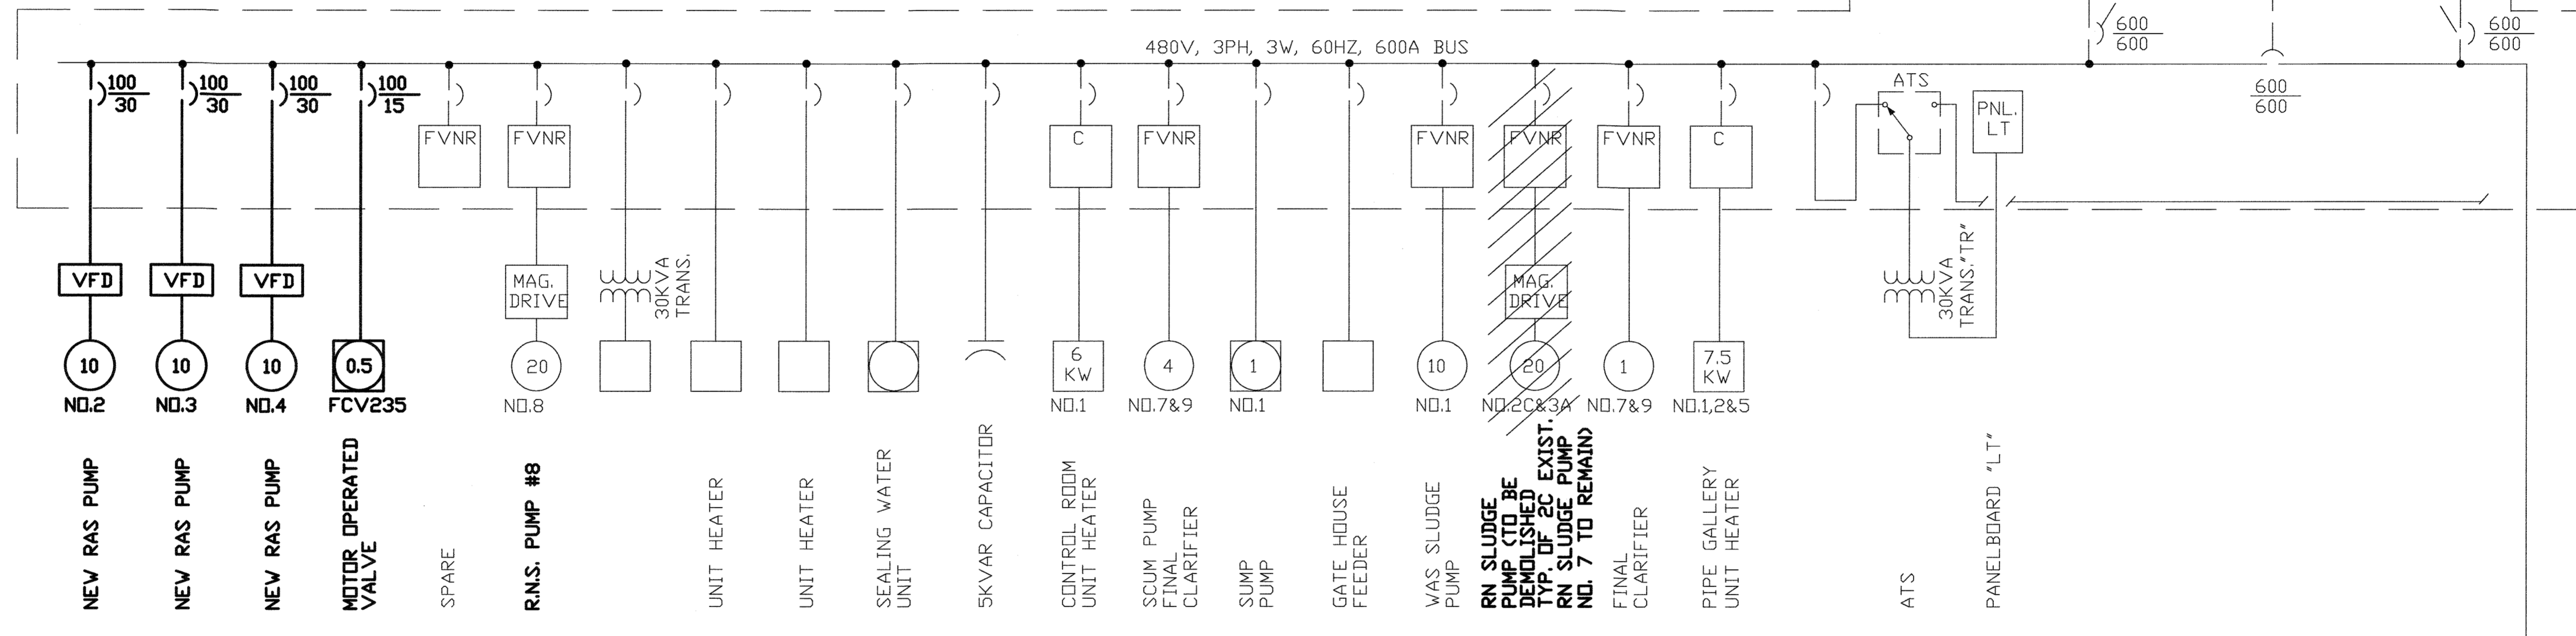 480V, 3PH, 3W, 60HZ, 600A BUS
600
600
600
600
600
600
100
30
100
30
100
30
100
15
ATS
PNL.
LT
FVNR
FVNR
C
FVNR
FVNR
FVNR
FVNR
C
VFD
VFD
VFD
MAG.
DRIVE
30KVA
TRANS.
MAG.
DRIVE
30KVA
TRANS."TR"
10
10
10
0.5
20
6
KW
4
1
10
20
1
7.5
KW
NO.2
NO.3
NO.4
FCV235
NO.8
NO.1
NO.7&9
NO.1
NO.1
NO.2C&3A
NO.7&9
NO.1,2&5
NEW RAS PUMP
NEW RAS PUMP
NEW RAS PUMP
MOTOR OPERATED
VALVE
SPARE
R.N.S. PUMP #8
UNIT HEATER
UNIT HEATER
SEALING WATER
UNIT
5KVAR CAPACITOR
CONTROL ROOM
UNIT HEATER
SCUM PUMP
FINAL
CLARIFIER
SUMP
PUMP
GATE HOUSE
FEEDER
WAS SLUDGE
PUMP
RN SLUDGE
PUMP (TO BE
DEMOLISHED
TYP. OF 2C EXIST.
RN SLUDGE PUMP
NO. 7 TO REMAIN)
FINAL
CLARIFIER
PIPE GALLERY
UNIT HEATER
ATS
PANELBOARD "LT"